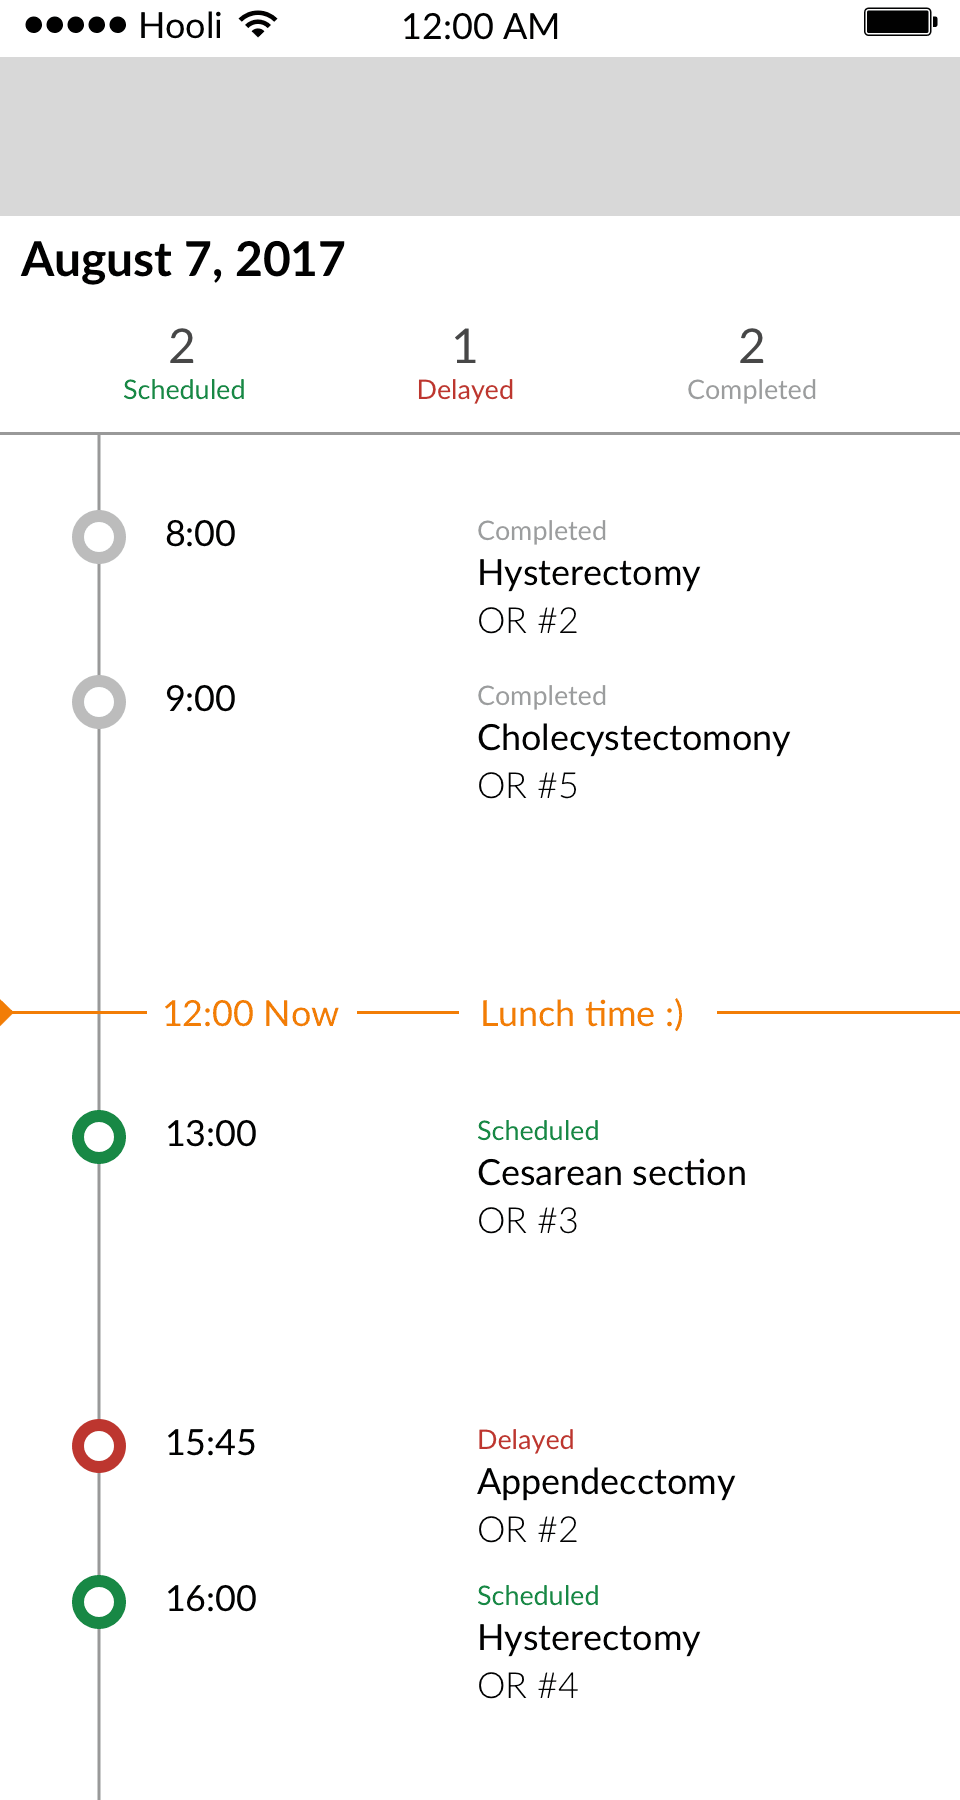 Hooli 12:00 AM
August 7, 2017
2 1 2
Scheduled Delayed Completed
8:00 Completed
Hysterectomy
OR #2
9:00 Completed
Cholecystectomony
OR #5
12:00 Now Lunch time :)
13:00 Scheduled
Cesarean section
OR #3
15:45 Delayed
Appendecctomy
OR #2
16:00 Scheduled
Hysterectomy
OR #4